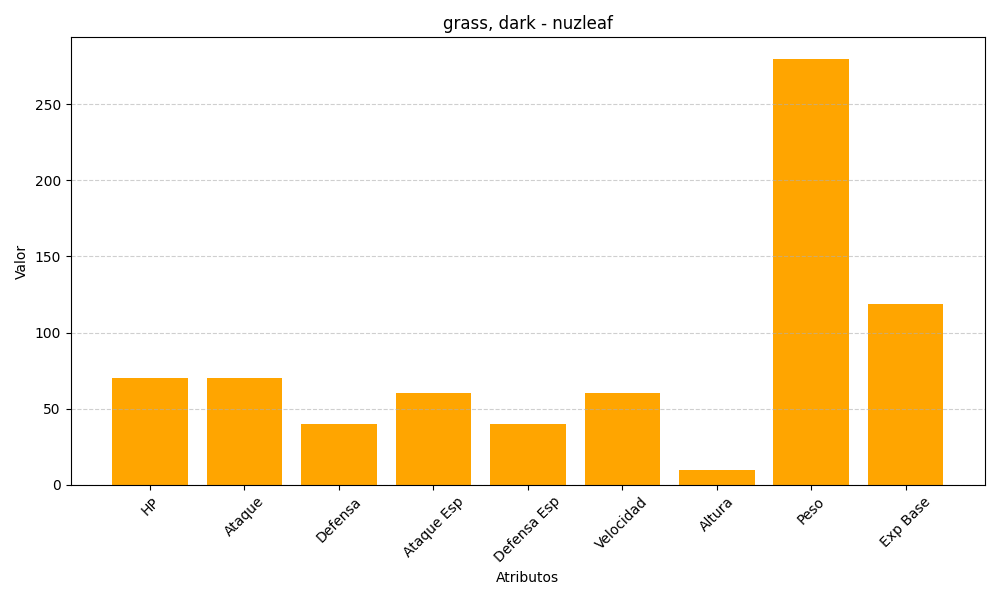 grass, dark - nuzleaf
Valor
250
200
150
100
50
0
HP
Ataque
Defensa
Ataque Esp
Defensa Esp
Velocidad
Altura
Peso
Exp Base
Atributos